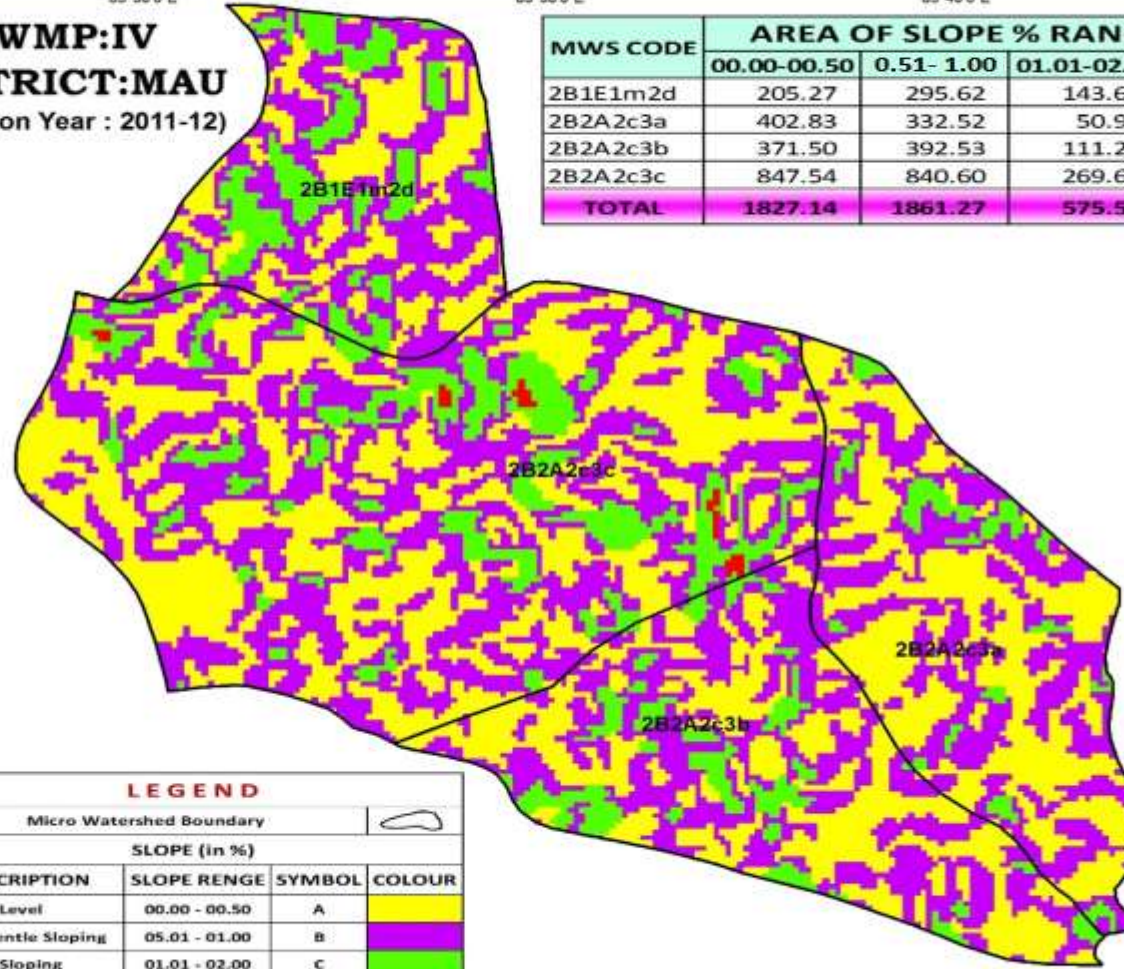 WMP:IV
TRICT:MAU
on Year : 2011-12)
MWS CODE AREA OF SLOPE % RAN
00.00-00.50 0.51- 1.00 01.01-02.
2B1E1m2d 205.27 295.62 143.6
2B2A2c3a 402.83 332.52 50.9
2B2A2c3b 371.50 392.53 111.2
2B2A2c3c 847.54 840.60 269.6
TOTAL 1827.14 1861.27 575.5
2B1E1m2d
2B2A2c3c
2B2A2c3a
2B2A2c3b
LEGEND
Micro Watershed Boundary
SLOPE (in %)
CRIPTION SLOPE RENGE SYMBOL COLOUR
Level 00.00 - 00.50 A
entle Sloping 05.01 - 01.00 B
Sloping 01.01 - 02.00 C